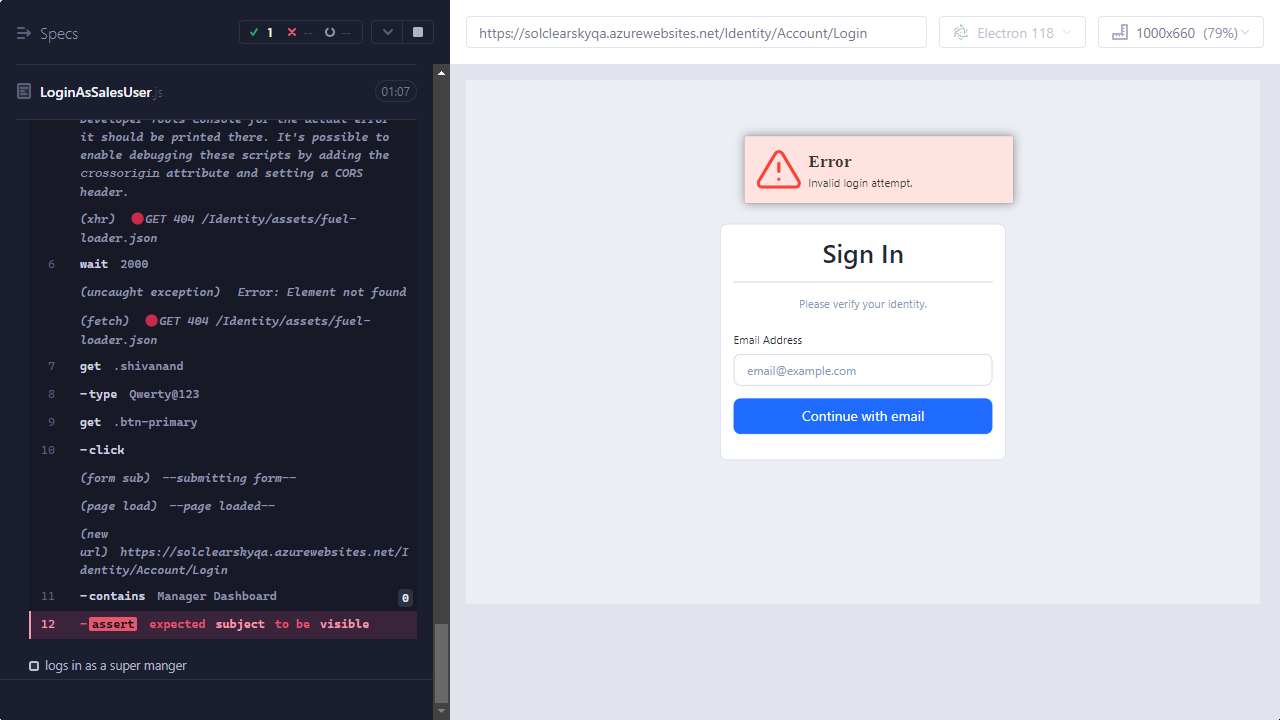 Specs
1
--
--
https://solclearskyqa.azurewebsites.net/Identity/Account/Login
Electron 118
1000x660 (79%)
LoginAsSalesUser.js
01:07
Developer Tools Console for the actual error
it should be printed there. It's possible to
enable debugging these scripts by adding the
crossorigin attribute and setting a CORS
header.
(xhr) GET 404 /Identity/assets/fuel-
loader.json
6 wait 2000
(uncaught exception) Error: Element not found
(fetch) GET 404 /Identity/assets/fuel-
loader.json
7 get .shivanand
8 -type Qwerty@123
9 get .btn-primary
10 -click
(form sub) --submitting form--
(page load) --page loaded--
(new
url) https://solclearskyqa.azurewebsites.net/I
dentity/Account/Login
11 -contains Manager Dashboard 0
12 -assert expected subject to be visible
logs in as a super manger
Error
Invalid login attempt.
Sign In
Please verify your identity.
Email Address
email@example.com
Continue with email